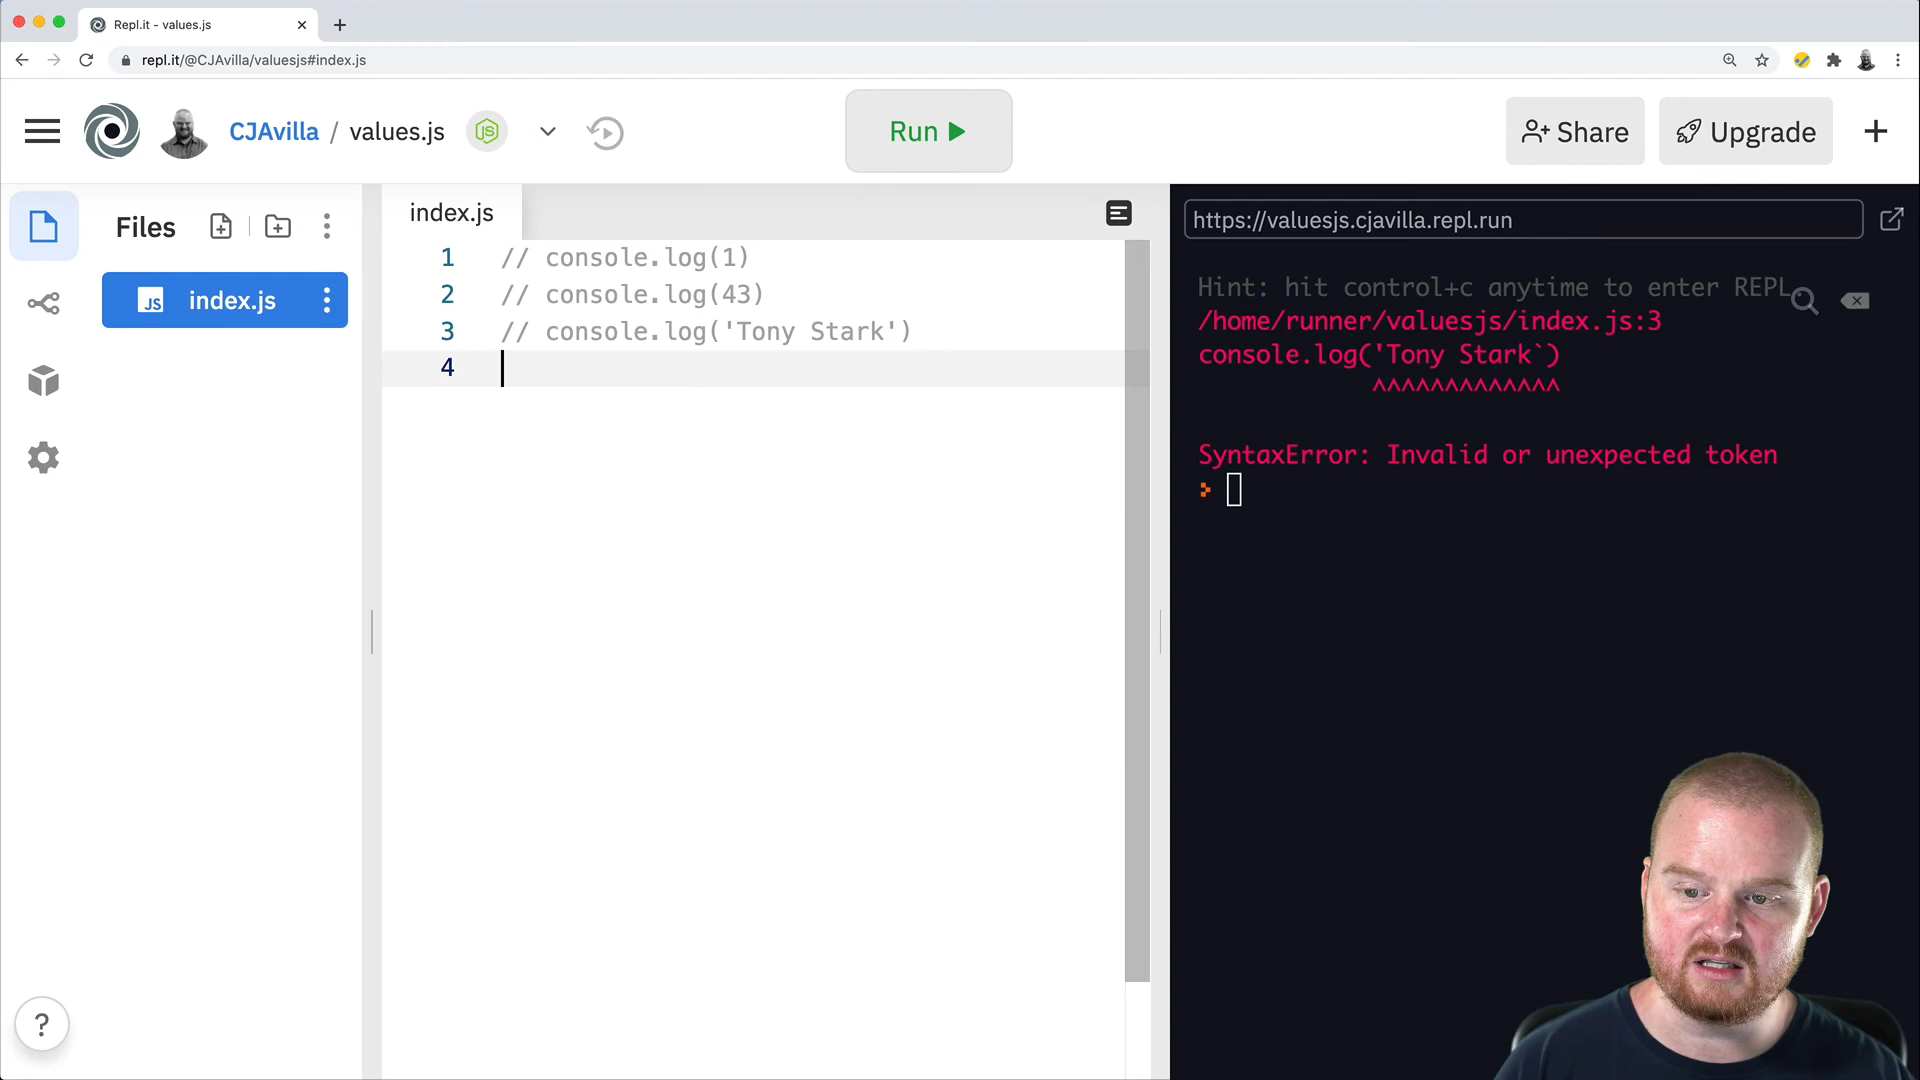 Repl.it - values.js
repl.it/@CJAvilla/valuesjs#index.js
CJAvilla / values.js
Run
Share
Upgrade
Files
index.js
index.js
1 // console.log(1)
2 // console.log(43)
3 // console.log('Tony Stark')
4
https://valuesjs.cjavilla.repl.run
Hint: hit control+c anytime to enter REPL.
/home/runner/valuesjs/index.js:3
console.log('Tony Stark`)
^^^^^^^^^^^^^
SyntaxError: Invalid or unexpected token
>
?